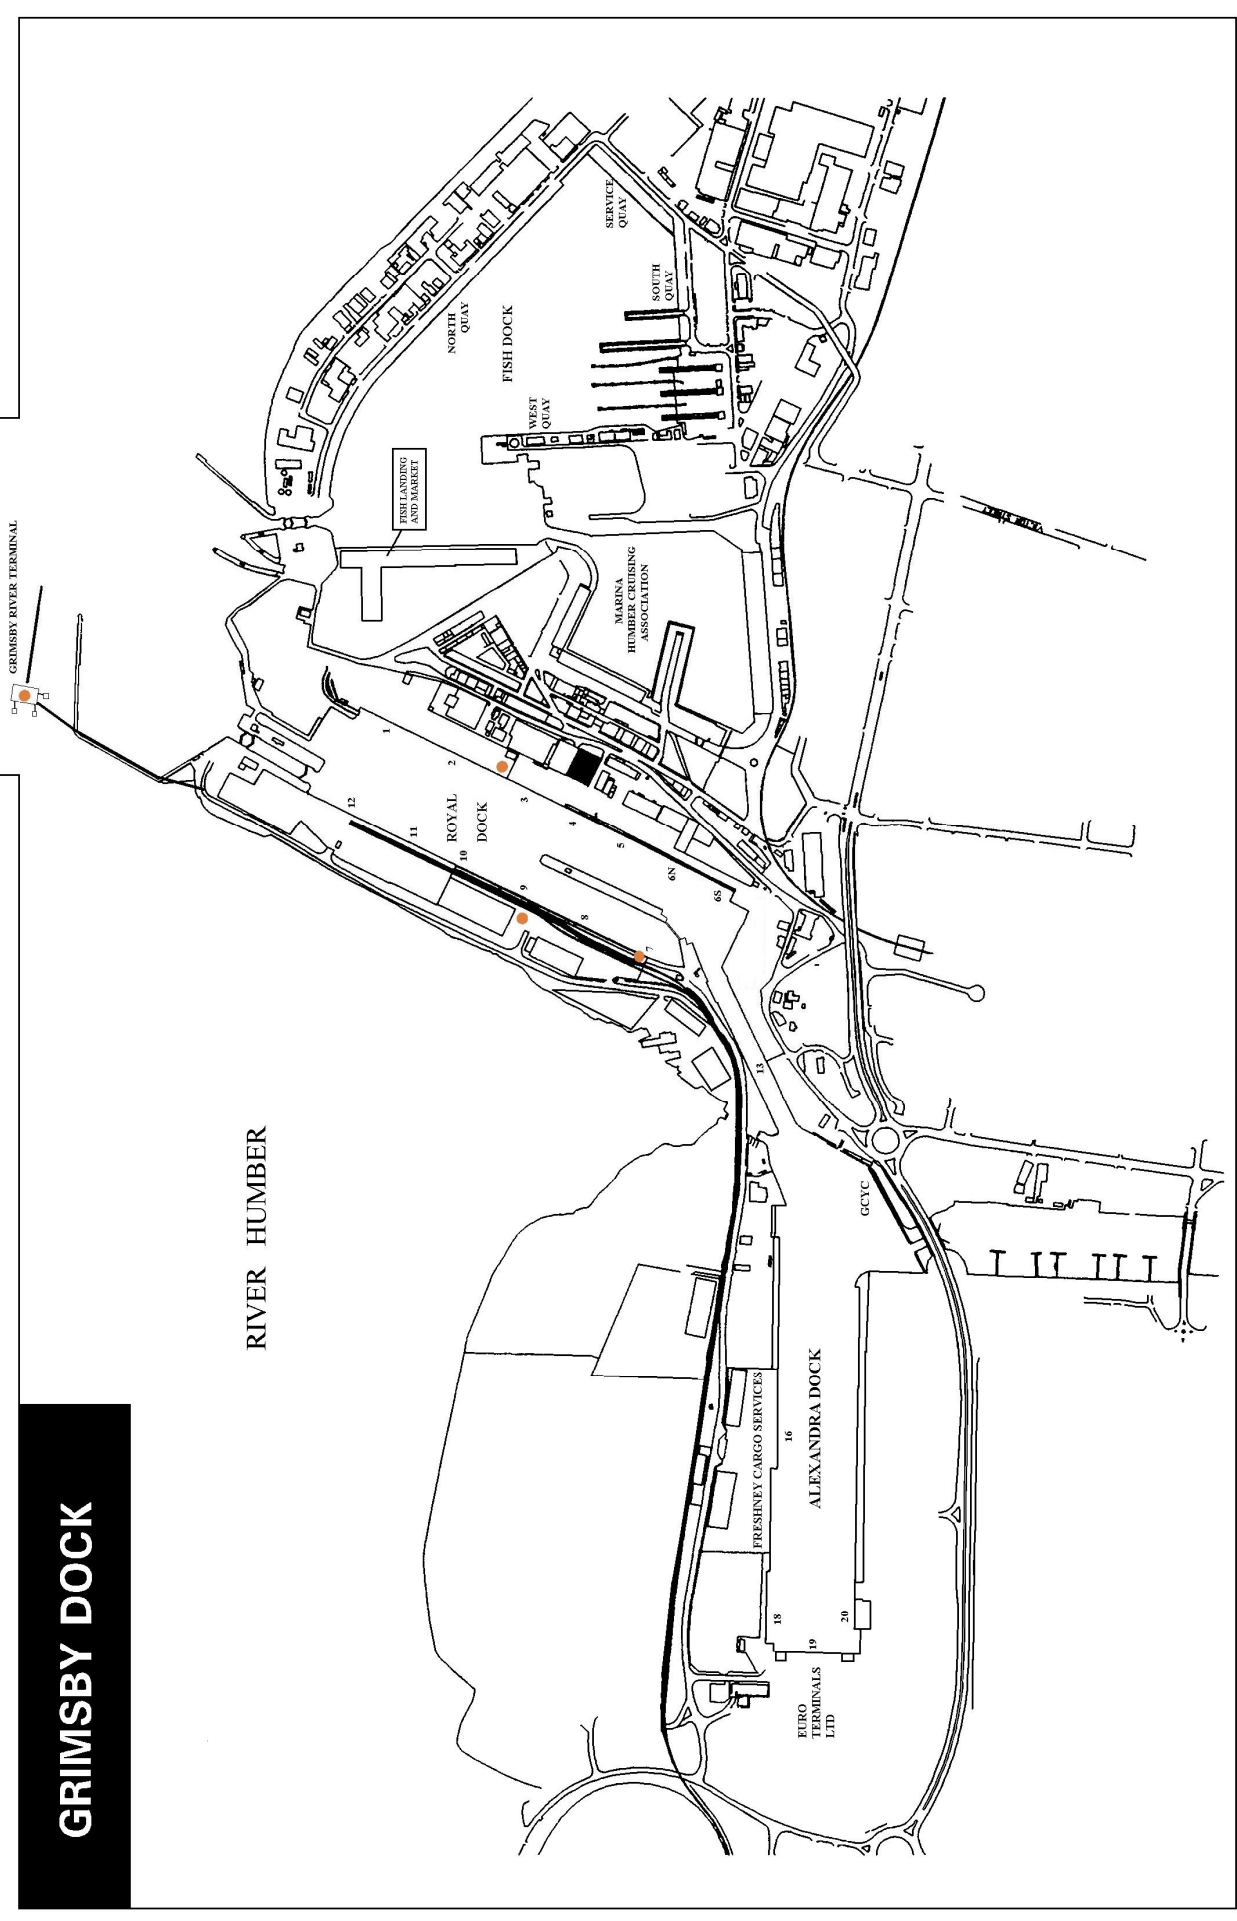 GRIMSBY DOCK
RIVER HUMBER
GRIMSBY RIVER TERMINAL
FISH LANDING
AND MARKET
NORTH
QUAY
FISH DOCK
WEST
QUAY
SERVICE
QUAY
SOUTH
QUAY
MARINA
HUMBER CRUISING
ASSOCIATION
ROYAL
DOCK
1
2
3
4
5
6N
6S
7
8
9
10
11
12
13
GCYC
FRESHNEY CARGO SERVICES
16
ALEXANDRA DOCK
18
19
20
EURO
TERMINALS
LTD